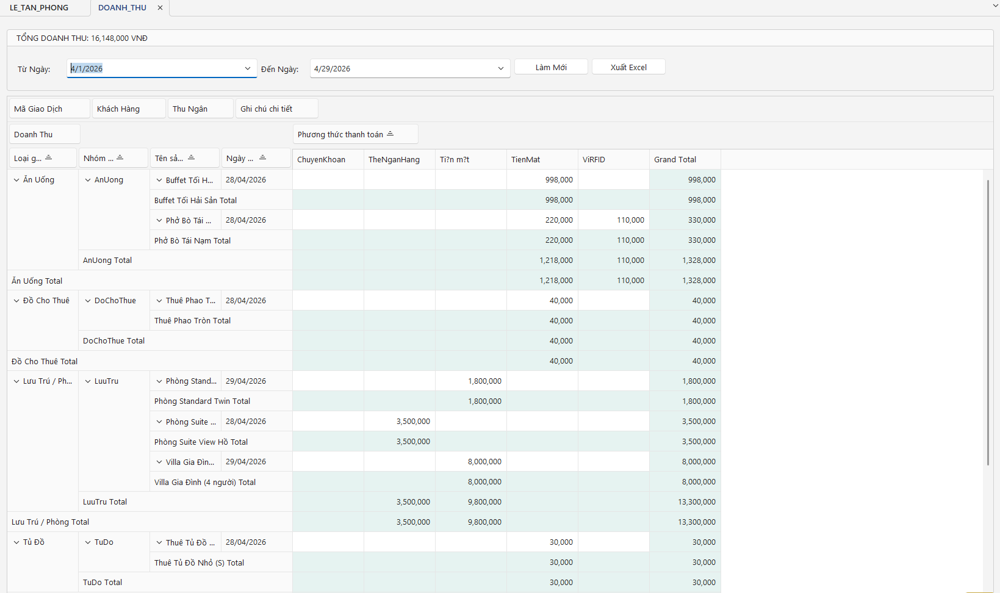 LE_TAN_PHONG DOANH_THU
TỔNG DOANH THU: 16,148,000 VNĐ
Từ Ngày: 4/1/2026 Đến Ngày: 4/29/2026 Làm Mới Xuất Excel
Mã Giao Dịch Khách Hàng Thu Ngân Ghi chú chi tiết
Doanh Thu Phương thức thanh toán
Loại g... Nhóm ... Tên sả... Ngày ... ChuyenKhoan TheNganHang Ti?n m?t TienMat ViRFID Grand Total
Ăn Uống AnUong Buffet Tối H... 28/04/2026 998,000 998,000
Buffet Tối Hải Sản Total 998,000 998,000
Phở Bò Tái ... 28/04/2026 220,000 110,000 330,000
Phở Bò Tái Nạm Total 220,000 110,000 330,000
AnUong Total 1,218,000 110,000 1,328,000
Ăn Uống Total 1,218,000 110,000 1,328,000
Đồ Cho Thuê DoChoThue Thuê Phao T... 28/04/2026 40,000 40,000
Thuê Phao Tròn Total 40,000 40,000
DoChoThue Total 40,000 40,000
Đồ Cho Thuê Total 40,000 40,000
Lưu Trú / Ph... LuuTru Phòng Stand... 29/04/2026 1,800,000 1,800,000
Phòng Standard Twin Total 1,800,000 1,800,000
Phòng Suite ... 28/04/2026 3,500,000 3,500,000
Phòng Suite View Hồ Total 3,500,000 3,500,000
Villa Gia Đìn... 29/04/2026 8,000,000 8,000,000
Villa Gia Đình (4 người) Total 8,000,000 8,000,000
LuuTru Total 3,500,000 9,800,000 13,300,000
Lưu Trú / Phòng Total 3,500,000 9,800,000 13,300,000
Tủ Đồ TuDo Thuê Tủ Đồ ... 28/04/2026 30,000 30,000
Thuê Tủ Đồ Nhỏ (S) Total 30,000 30,000
TuDo Total 30,000 30,000